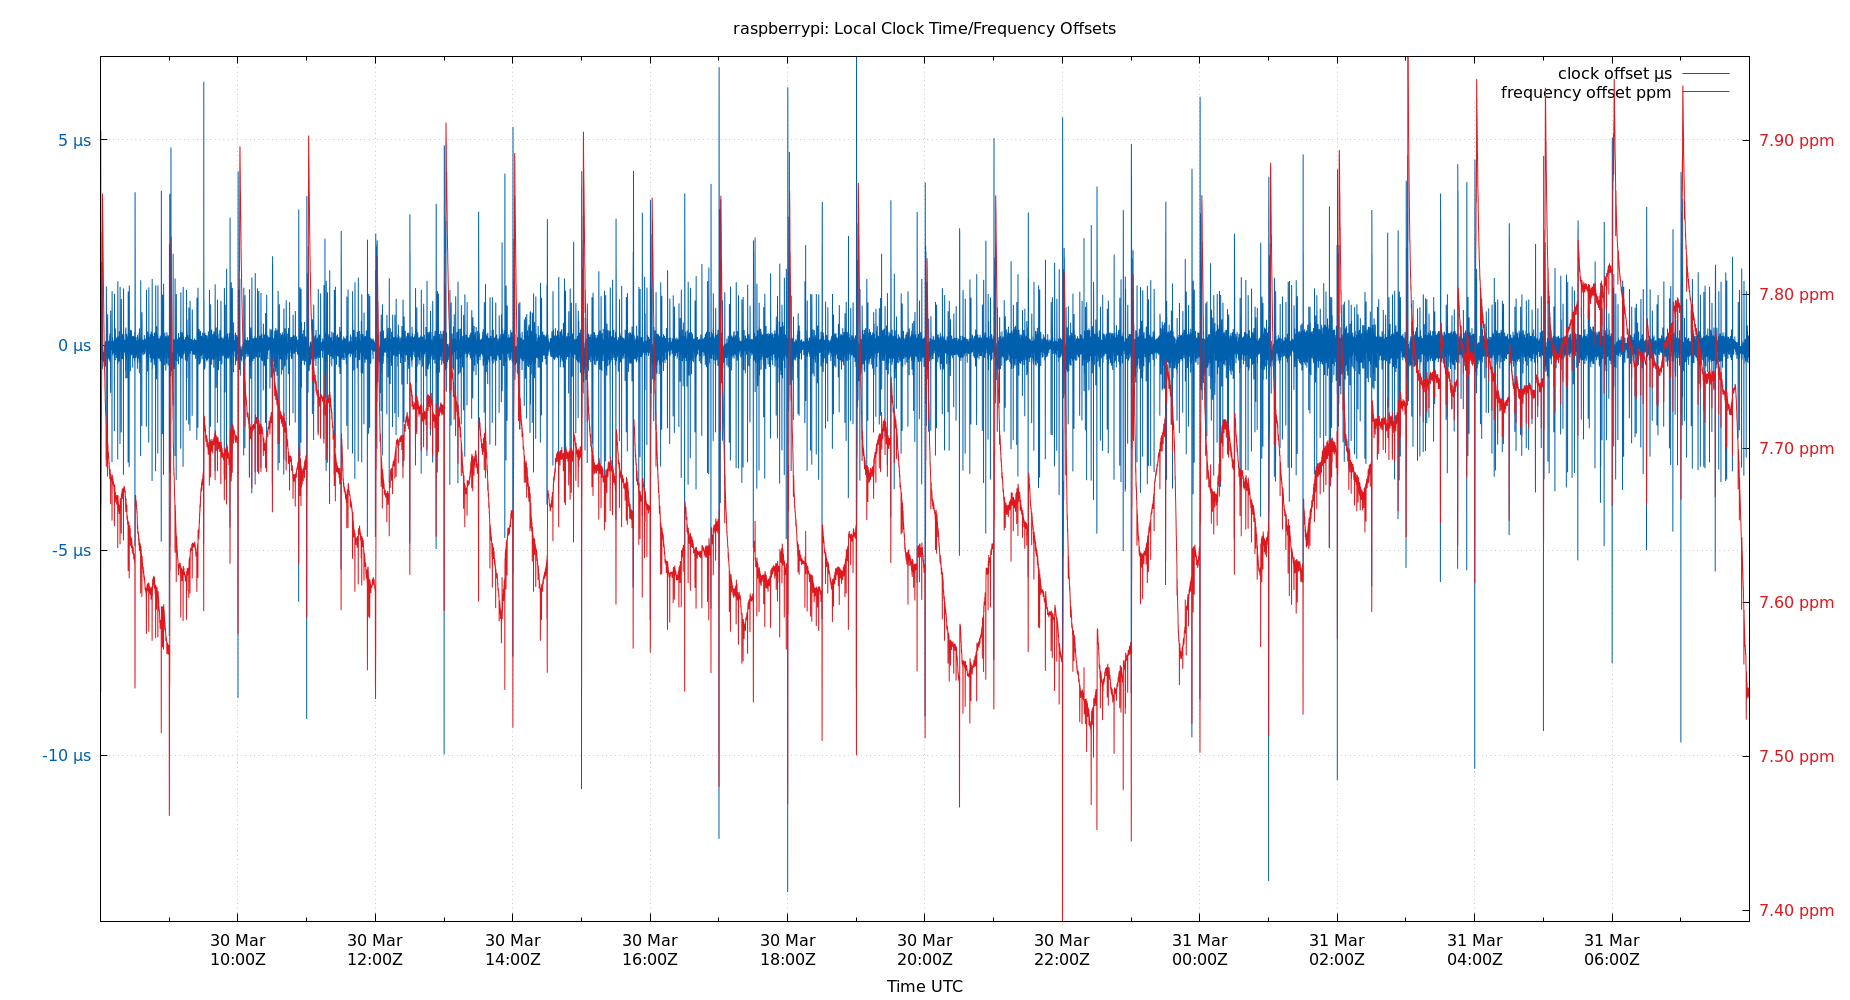 raspberrypi: Local Clock Time/Frequency Offsets
clock offset µs
frequency offset ppm
5 µs
0 µs
-5 µs
-10 µs
7.90 ppm
7.80 ppm
7.70 ppm
7.60 ppm
7.50 ppm
7.40 ppm
30 Mar 30 Mar 30 Mar 30 Mar 30 Mar 30 Mar 30 Mar 31 Mar 31 Mar 31 Mar 31 Mar
10:00Z 12:00Z 14:00Z 16:00Z 18:00Z 20:00Z 22:00Z 00:00Z 02:00Z 04:00Z 06:00Z
Time UTC